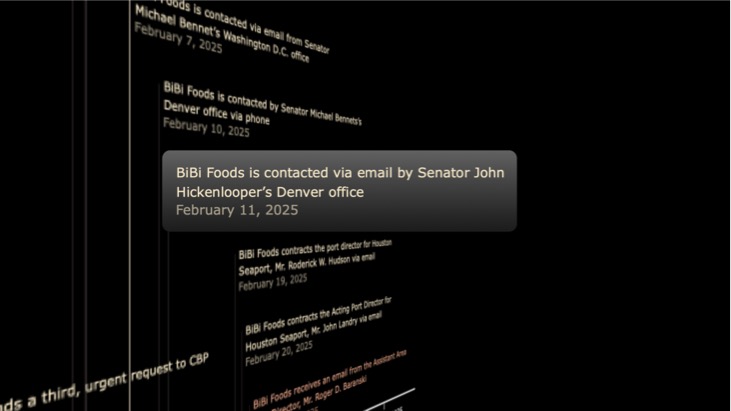 Foods is contacted via email from Senator
Michael Bennet's Washington D.C. office
February 7, 2025
BiBi Foods is contacted by Senator Michael Bennets's
Denver office via phone
February 10, 2025
BiBi Foods is contacted via email by Senator John
Hickenlooper's Denver office
February 11, 2025
BiBi Foods contracts the port director for Houston
Seaport, Mr. Roderick W. Hudson via email
February 19, 2025
BiBi Foods contracts the Acting Port Director for
Houston Seaport, Mr. John Landry via email
February 20, 2025
ds a third, urgent request to CBP
BiBi Foods receives an email from the Assistant Area
Director, Mr. Roger D. Baranski